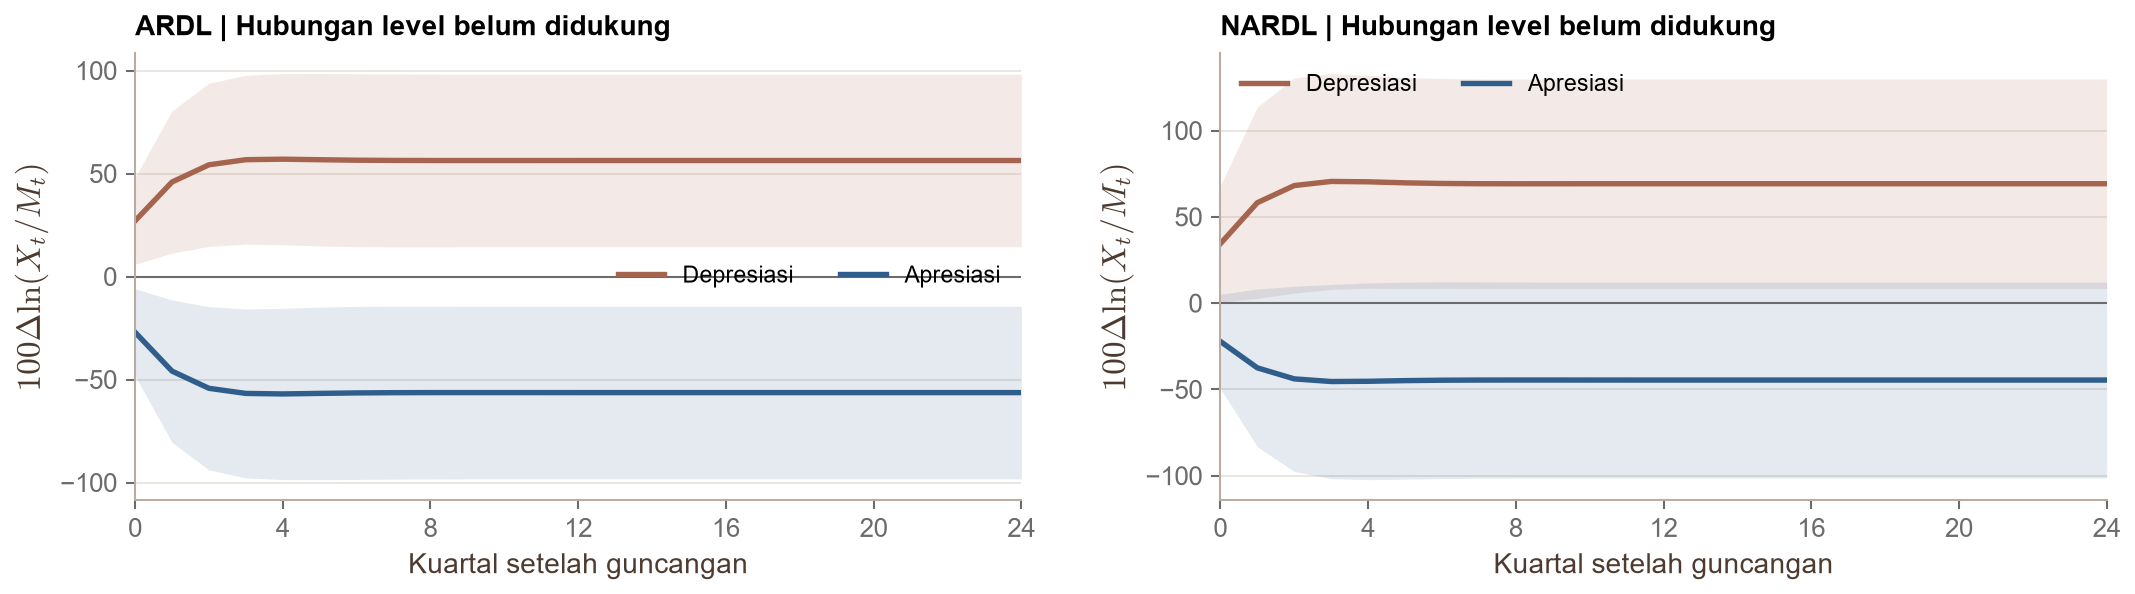 ARDL | Hubungan level belum didukung
100Δln(X_t/M_t)
100
50
0
−50
−100
Depresiasi Apresiasi
0 4 8 12 16 20 24
Kuartal setelah guncangan
NARDL | Hubungan level belum didukung
100Δln(X_t/M_t)
Depresiasi Apresiasi
100
50
0
−50
−100
0 4 8 12 16 20 24
Kuartal setelah guncangan